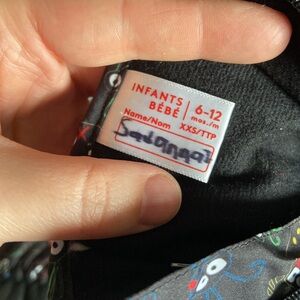 INFANTS
BÉBÉ
6-12
mos./m
Name/Nom XXS/TTP